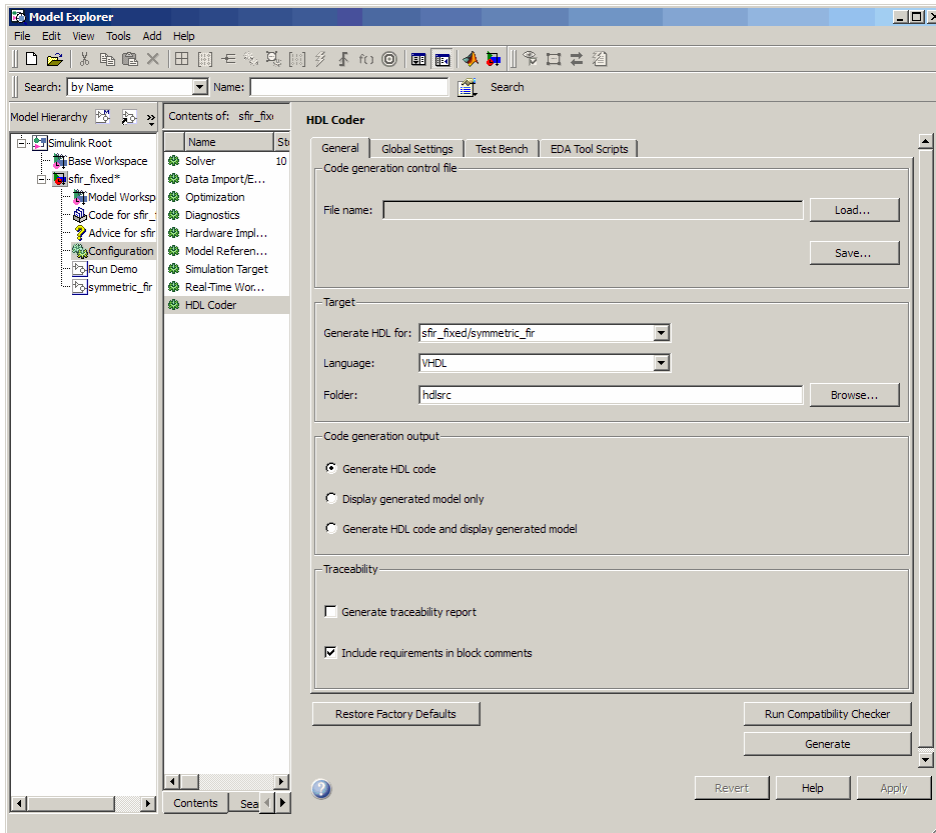 Model Explorer
File Edit View Tools Add Help
Search: by Name Name: Search
Model Hierarchy
Simulink Root
Base Workspace
sfir_fixed*
Model Worksp
Code for sfir_
Advice for sfir
Configuration
Run Demo
symmetric_fir
Contents of: sfir_fix
Name St
Solver 10
Data Import/E...
Optimization
Diagnostics
Hardware Impl...
Model Referen...
Simulation Target
Real-Time Wor...
HDL Coder
Contents Sea
HDL Coder
General Global Settings Test Bench EDA Tool Scripts
Code generation control file
File name: Load...
Save...
Target
Generate HDL for: sfir_fixed/symmetric_fir
Language: VHDL
Folder: hdlsrc Browse...
Code generation output
Generate HDL code
Display generated model only
Generate HDL code and display generated model
Traceability
Generate traceability report
Include requirements in block comments
Restore Factory Defaults Run Compatibility Checker
Generate
Revert Help Apply